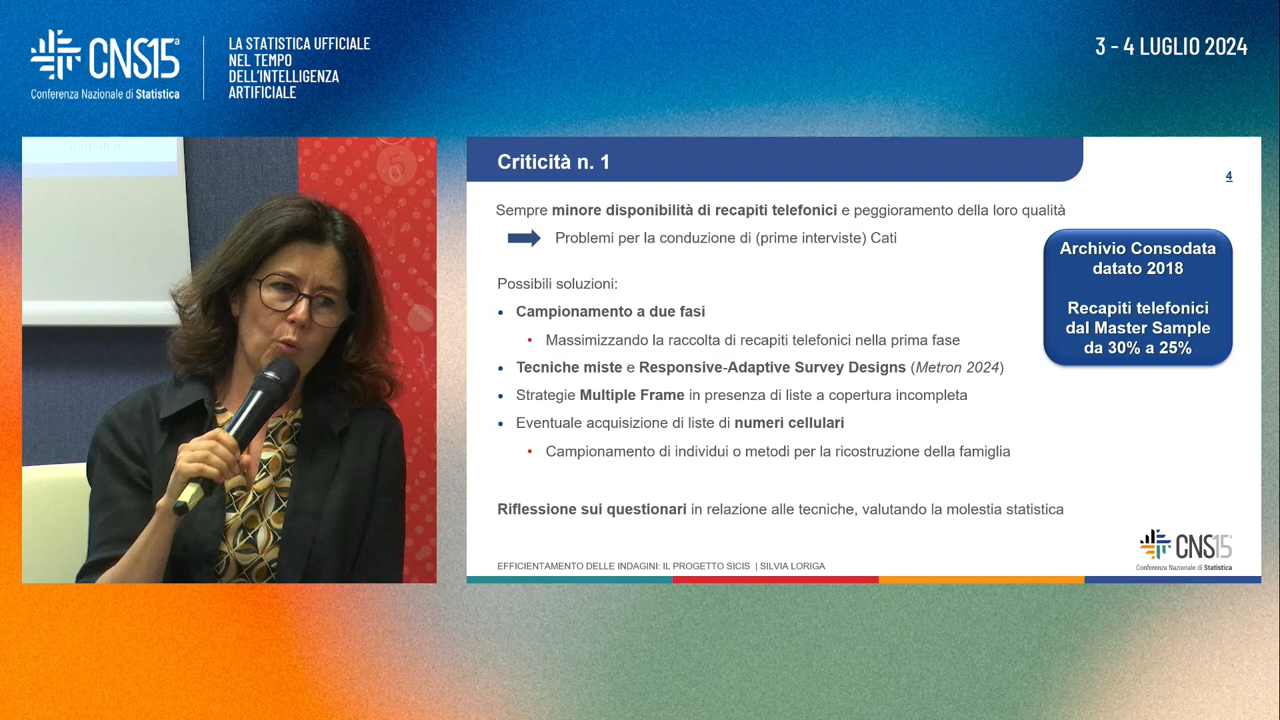 CNS15ª
Conferenza Nazionale di Statistica
LA STATISTICA UFFICIALE
NEL TEMPO
DELL'INTELLIGENZA
ARTIFICIALE
3 - 4 LUGLIO 2024
5
Criticità n. 1
4
Sempre minore disponibilità di recapiti telefonici e peggioramento della loro qualità
Problemi per la conduzione di (prime interviste) Cati
Archivio Consodata
datato 2018
Recapiti telefonici
dal Master Sample
da 30% a 25%
Possibili soluzioni:
• Campionamento a due fasi
• Massimizzando la raccolta di recapiti telefonici nella prima fase
• Tecniche miste e Responsive-Adaptive Survey Designs (Metron 2024)
• Strategie Multiple Frame in presenza di liste a copertura incompleta
• Eventuale acquisizione di liste di numeri cellulari
• Campionamento di individui o metodi per la ricostruzione della famiglia
Riflessione sui questionari in relazione alle tecniche, valutando la molestia statistica
CNS15
Conferenza Nazionale di Statistica
EFFICIENTAMENTO DELLE INDAGINI: IL PROGETTO SICIS | SILVIA LORIGA